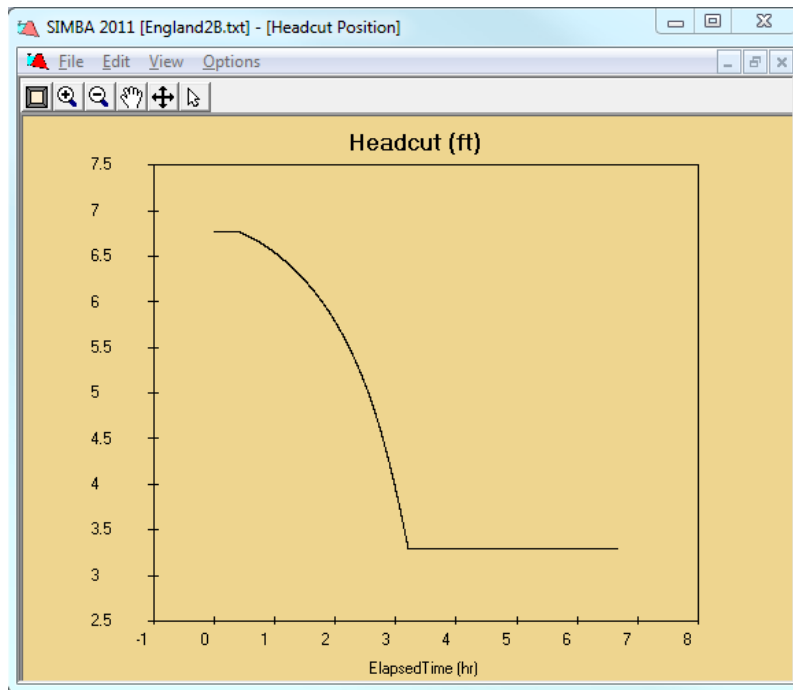 SIMBA 2011 [England2B.txt] - [Headcut Position]
File Edit View Options
Headcut (ft)
7.5
7
6.5
6
5.5
5
4.5
4
3.5
3
2.5
-1 0 1 2 3 4 5 6 7 8
ElapsedTime (hr)